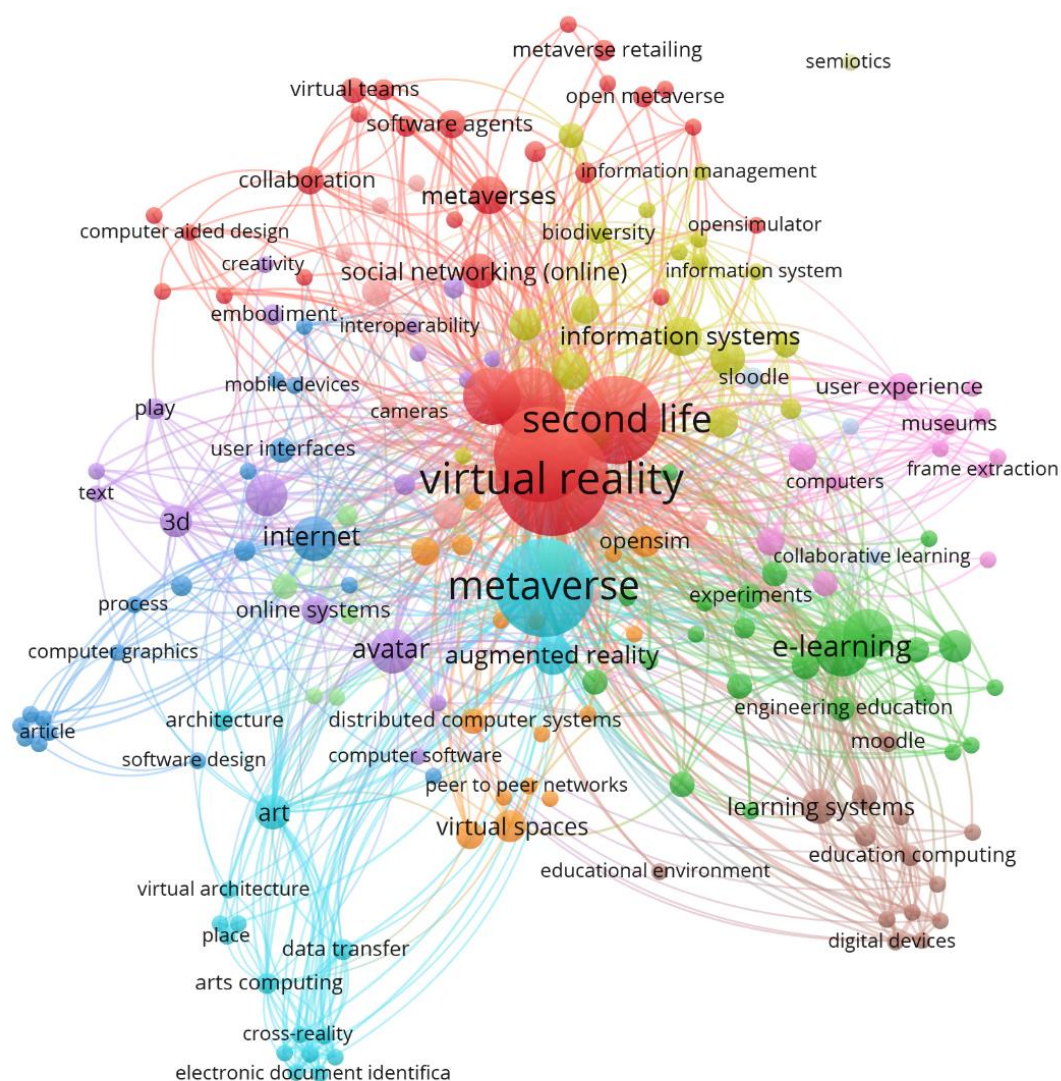 metaverse retailing
semiotics
virtual teams
open metaverse
software agents
information management
collaboration
metaverses
computer aided design
biodiversity
opensimulator
creativity
social networking (online)
information system
embodiment
interoperability
information systems
mobile devices
sloodle
user experience
play
cameras
second life
museums
user interfaces
virtual reality
computers
frame extraction
text
3d
internet
opensim
collaborative learning
metaverse
experiments
process
online systems
computer graphics
avatar
augmented reality
e-learning
article
architecture
distributed computer systems
engineering education
software design
computer software
moodle
peer to peer networks
art
virtual spaces
learning systems
education computing
educational environment
virtual architecture
place
data transfer
digital devices
arts computing
cross-reality
electronic document identifica